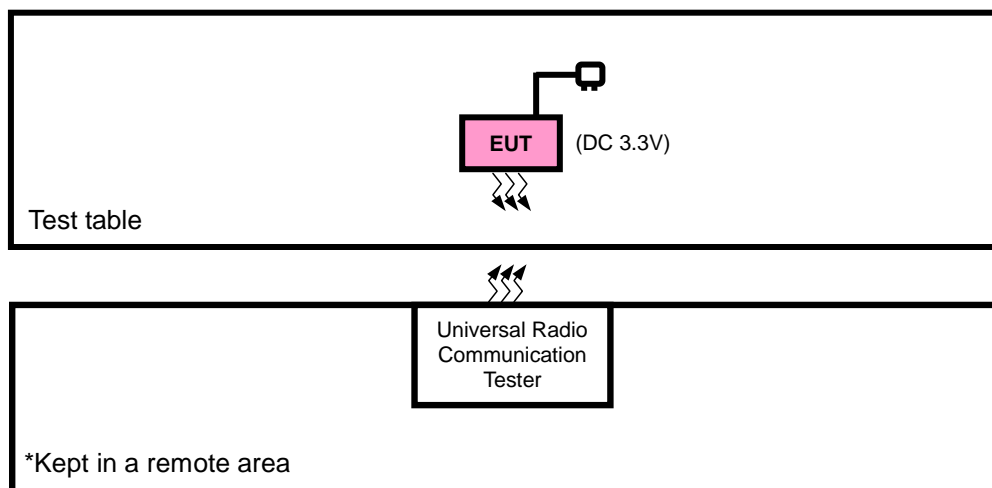 EUT
(DC 3.3V)
Test table
Universal Radio
Communication
Tester
*Kept in a remote area